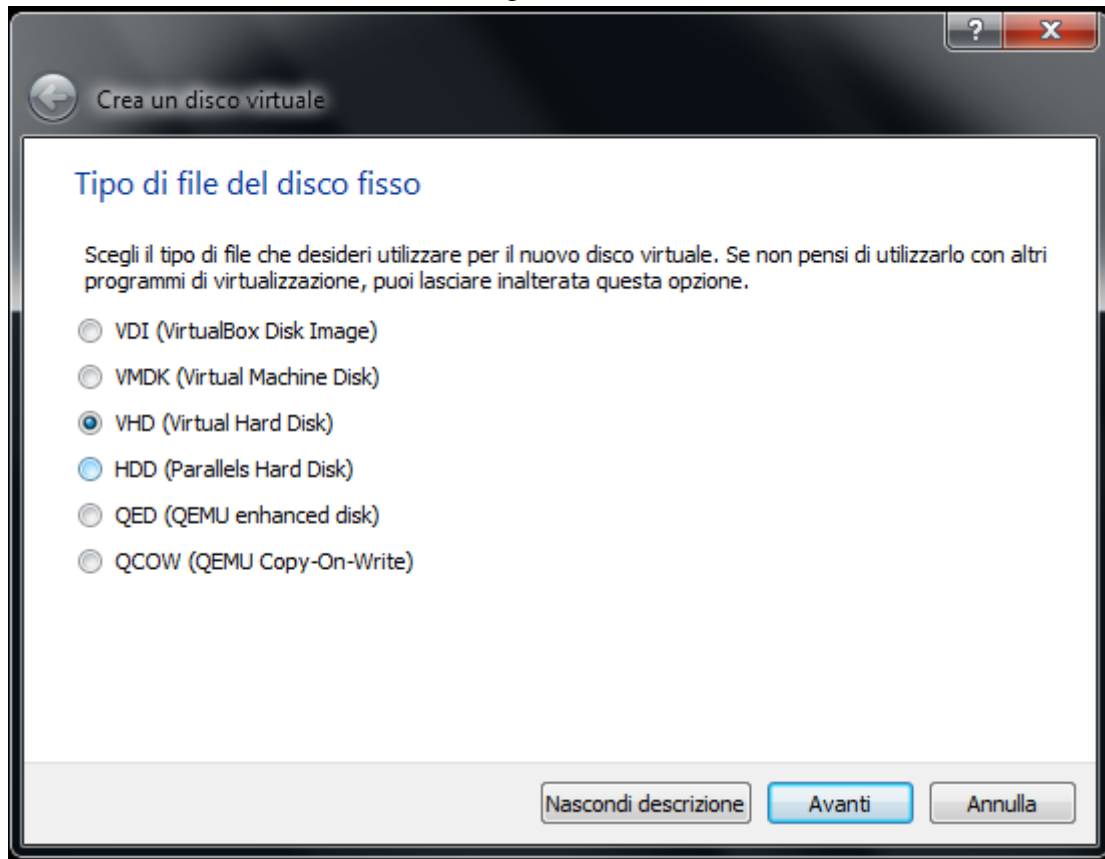 ?
X
Crea un disco virtuale
Tipo di file del disco fisso
Scegli il tipo di file che desideri utilizzare per il nuovo disco virtuale. Se non pensi di utilizzarlo con altri
programmi di virtualizzazione, puoi lasciare inalterata questa opzione.
VDI (VirtualBox Disk Image)
VMDK (Virtual Machine Disk)
VHD (Virtual Hard Disk)
HDD (Parallels Hard Disk)
QED (QEMU enhanced disk)
QCOW (QEMU Copy-On-Write)
Nascondi descrizione Avanti Annulla